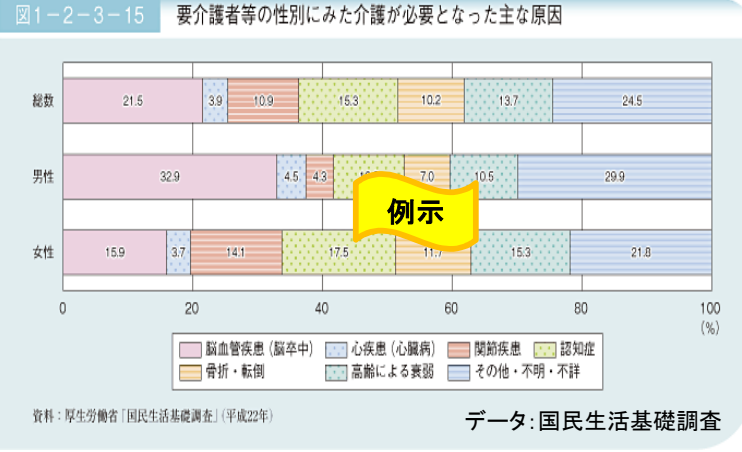 図1－2－3－15 要介護者等の性別にみた介護が必要となった主な原因
総数 21.5 3.9 10.9 15.3 10.2 13.7 24.5
男性 32.9 4.5 4.3 7.0 10.5 29.9
例示
女性 15.9 3.7 14.1 17.5 11.7 15.3 21.8
0 20 40 60 80 100
(%)
脳血管疾患(脳卒中) 心疾患(心臓病) 関節疾患 認知症
骨折・転倒 高齢による衰弱 その他・不明・不詳
資料：厚生労働省「国民生活基礎調査」(平成22年)
データ：国民生活基礎調査